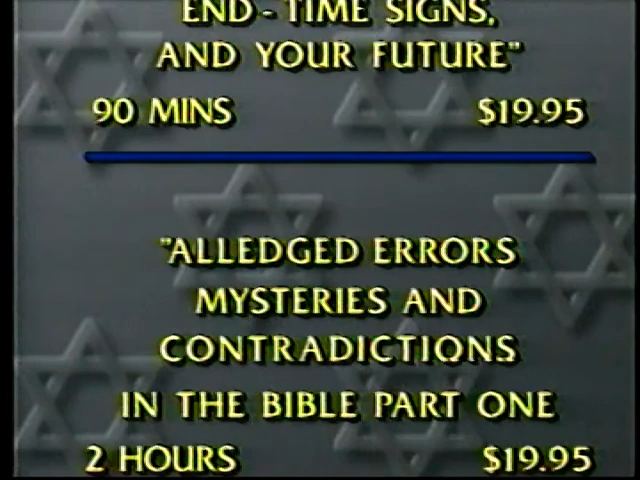 END-TIME SIGNS,
AND YOUR FUTURE"
90 MINS $19.95
"ALLEDGED ERRORS
MYSTERIES AND
CONTRADICTIONS
IN THE BIBLE PART ONE
2 HOURS $19.95